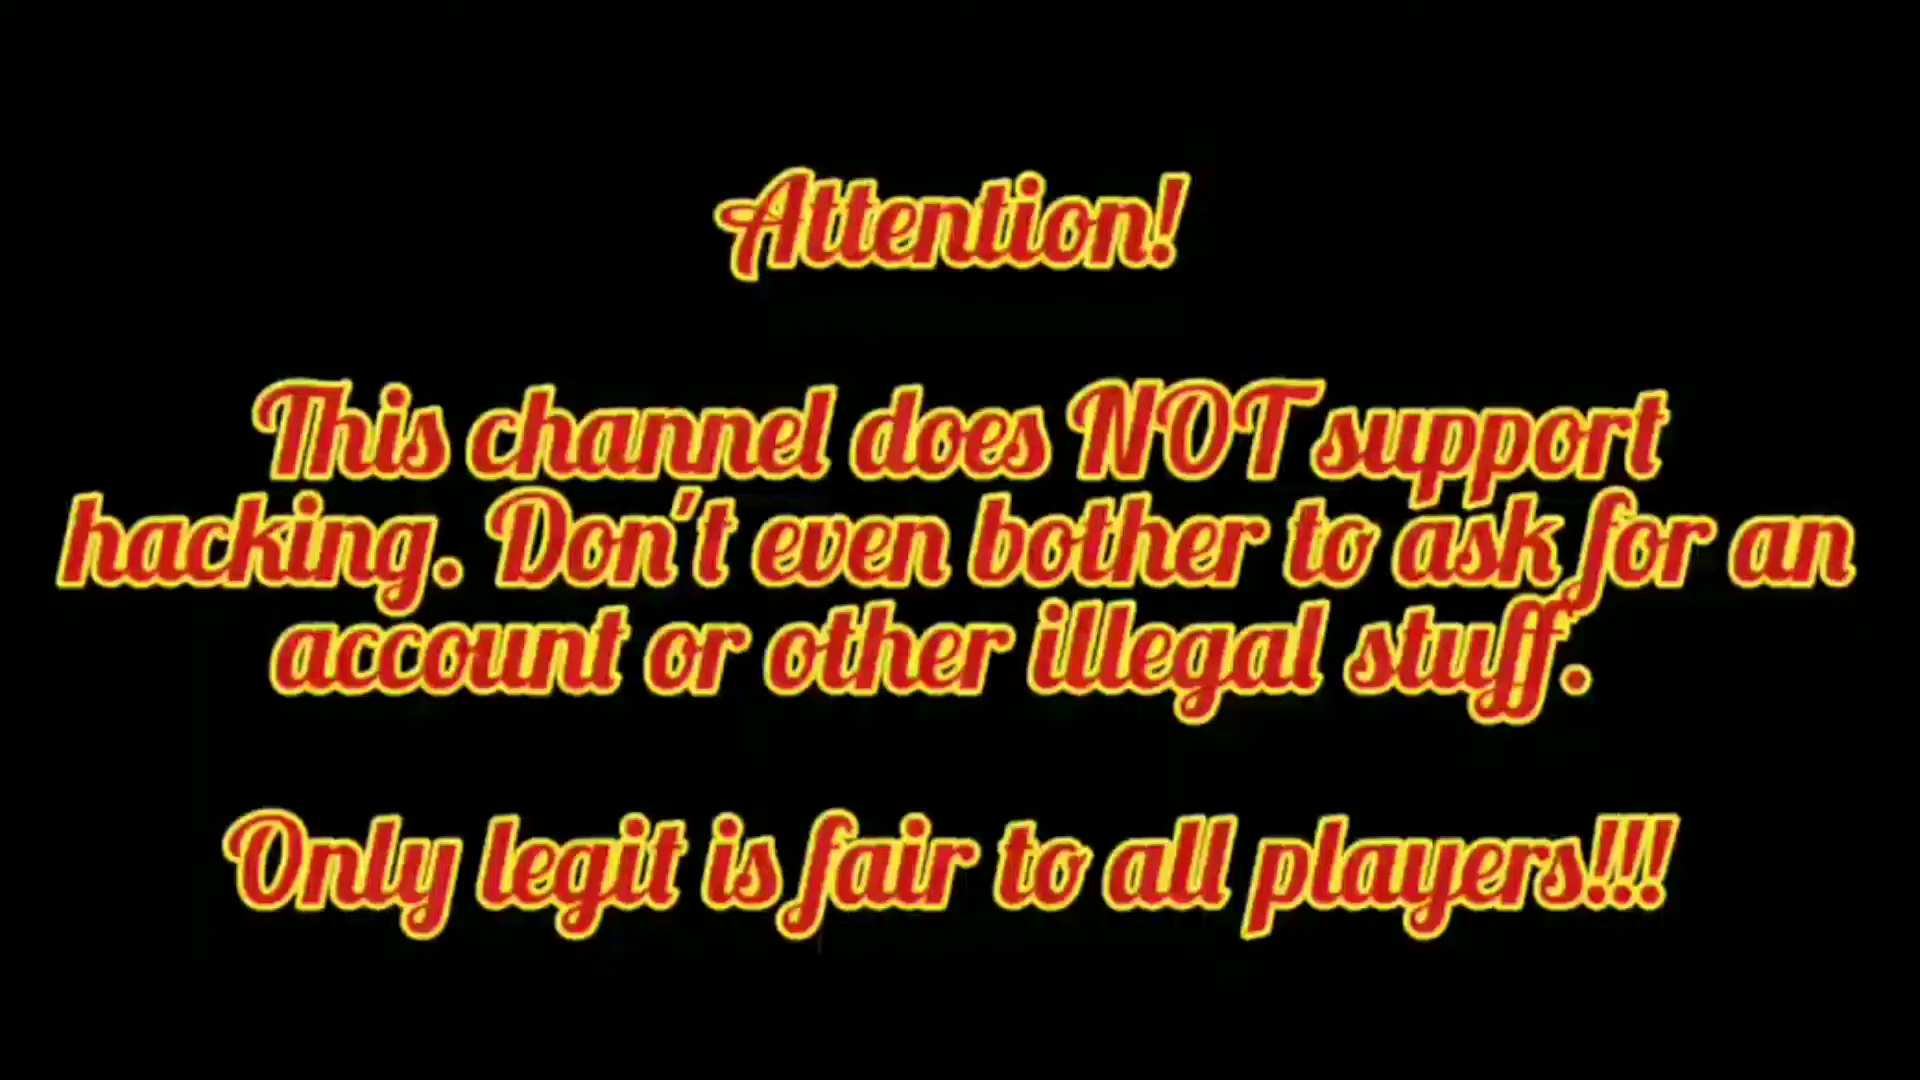 Attention!
This channel does NOT support
hacking. Don't even bother to ask for an
account or other illegal stuff.
Only legit is fair to all players!!!